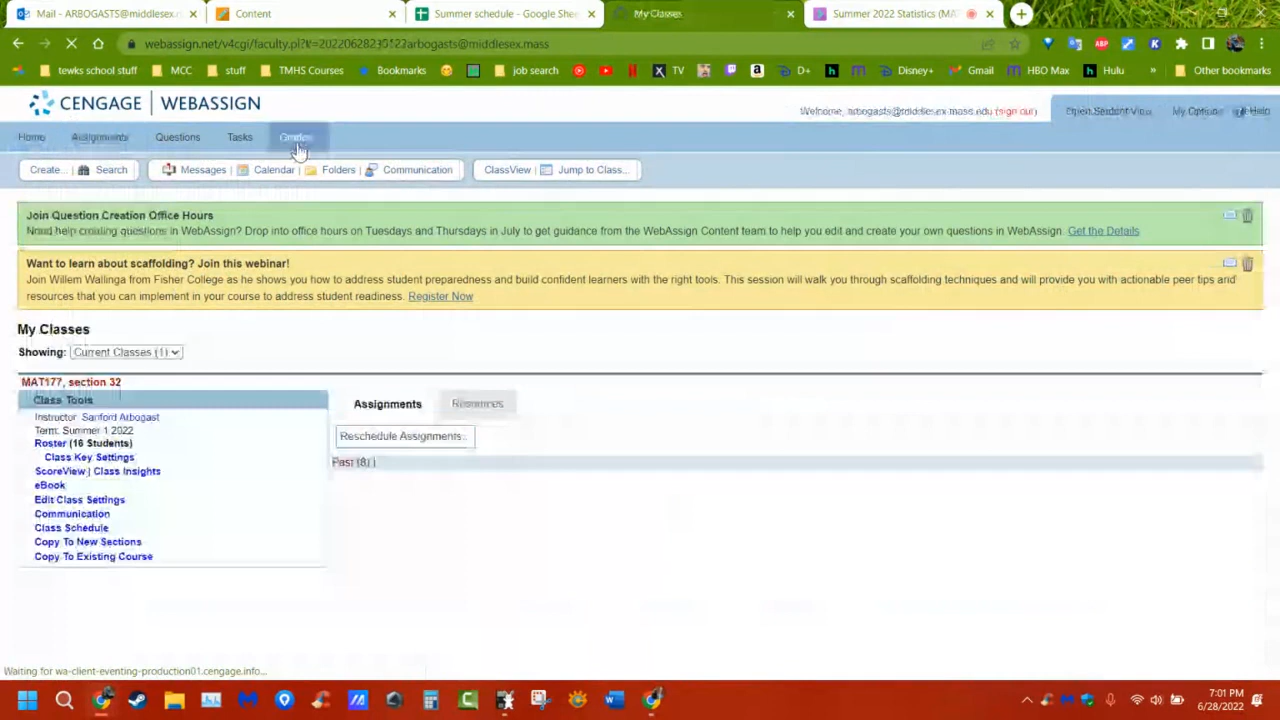 Mail - ARBOGASTS@middlesex.m
Content
Summer schedule - Google Shee
My Classes
Summer 2022 Statistics (MAT
webassign.net/v4cgi/faculty.pl?t=20220628230122arbogasts@middlesex.mass
tewks school stuff
MCC
stuff
TMHS Courses
Bookmarks
job search
TV
D+
Disney+
Gmail
HBO Max
Hulu
»
Other bookmarks
CENGAGE | WEBASSIGN
Welcome, arbogasts@middlesex-mass.edu (sign out)
Open Student View
My Options
Help
Home
Assignments
Questions
Tasks
Grades
Create...
Search
Messages
Calendar
Folders
Communication
ClassView
Jump to Class...
Join Question Creation Office Hours
Need help creating questions in WebAssign? Drop into office hours on Tuesdays and Thursdays in July to get guidance from the WebAssign Content team to help you edit and create your own questions in WebAssign. Get the Details
Want to learn about scaffolding? Join this webinar!
Join Willem Wallinga from Fisher College as he shows you how to address student preparedness and build confident learners with the right tools. This session will walk you through scaffolding techniques and will provide you with actionable peer tips and
resources that you can implement in your course to address student readiness. Register Now
My Classes
Showing: Current Classes (1)
MAT177, section 32
Class Tools
Instructor: Sanford Arbogast
Term: Summer 1 2022
Roster (16 Students)
Class Key Settings
ScoreView | Class Insights
eBook
Edit Class Settings
Communication
Class Schedule
Copy To New Sections
Copy To Existing Course
Assignments
Resources
Reschedule Assignments...
Past
Waiting for wa-client-eventing-production01.cengage.info...
7:01 PM
6/28/2022